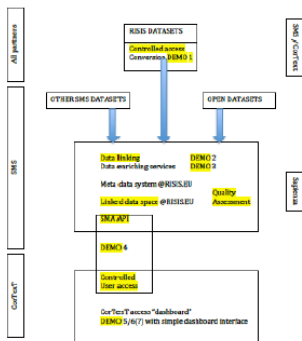 All partners
RISIS DATASETS
Controlled access
Conversion DEMO 1
SMS / CorText
OTHER SMS DATASETS
OPEN DATASETS
SMS
Data linking DEMO 2
Data enriching services DEMO 3
Meta-data system @RISIS.EU
Quality
Linked data space @RISIS.EU Assessment
SMA/API
DEMO 4
CorTexT
Controlled
User access
CorTexT access "dashboard"
DEMO 5/6(7) with simple dashboard interface